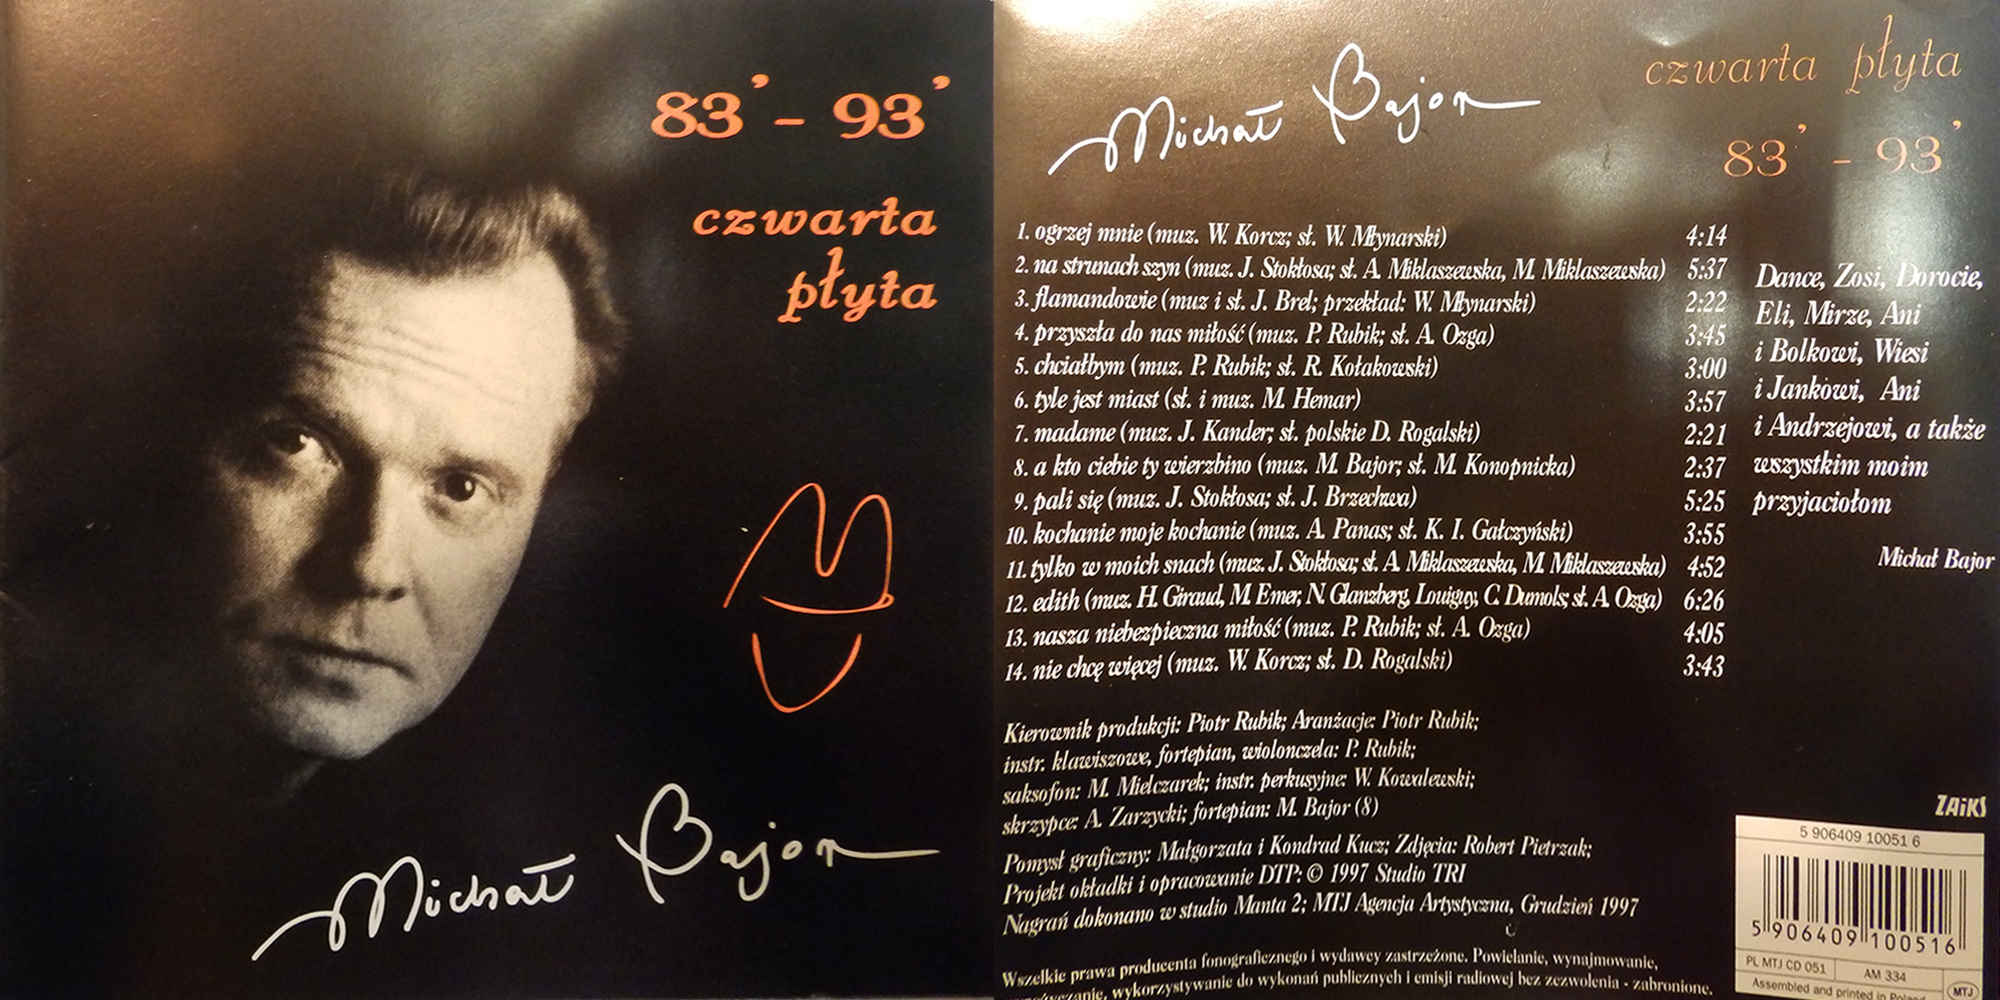 83' - 93'
czwarta
płyta
Michał Bajor
Michał Bajor
czwarta płyta
83' - 93'
1. ogrzej mnie (muz. W. Korcz; sł. W. Młynarski) 4:14
2. na strunach szyn (muz. J. Stokłosa; sł. A. Miklaszewska, M. Miklaszewska) 5:37
3. flamandowie (muz i sł. J. Brel; przekład: W. Młynarski) 2:22
4. przyszła do nas miłość (muz. P. Rubik; sł. A. Ozga) 3:45
5. chciałbym (muz. P. Rubik; sł. R. Kołakowski) 3:00
6. tyle jest miast (sł. i muz. M. Hemar) 3:57
7. madame (muz. J. Kander; sł. polskie D. Rogalski) 2:21
8. a kto ciebie ty wierzbino (muz. M. Bajor; sł. M. Konopnicka) 2:37
9. pali się (muz. J. Stokłosa; sł. J. Brzechwa) 5:25
10. kochanie moje kochanie (muz. A. Panas; sł. K. I. Gałczyński) 3:55
11. tylko w moich snach (muz. J. Stokłosa; sł. A. Miklaszewska, M. Miklaszewska) 4:52
12. edith (muz. H. Giraud, M. Emer, N. Glanzberg, Louiguy, C. Dumols; sł. A. Ozga) 6:26
13. nasza niebezpieczna miłość (muz. P. Rubik; sł. A. Ozga) 4:05
14. nie chcę więcej (muz. W. Korcz; sł. D. Rogalski) 3:43
Dance, Zosi, Dorocie,
Eli, Mirze, Ani
i Bolkowi, Wiesi
i Jankowi, Ani
i Andrzejowi, a także
wszystkim moim
przyjaciołom
Michał Bajor
Kierownik produkcji: Piotr Rubik; Aranżacje: Piotr Rubik;
instr. klawiszowe, fortepian, wiolonczela: P. Rubik;
saksofon: M. Mielczarek; instr. perkusyjne: W. Kowalewski;
skrzypce: A. Zarzycki; fortepian: M. Bajor (8)
Pomysł graficzny: Małgorzata i Kondrad Kucz; Zdjęcia: Robert Pietrzak;
Projekt okładki i opracowanie DTP: © 1997 Studio TRI
Nagrań dokonano w studio Manta 2; MTJ Agencja Artystyczna, Grudzień 1997
Wszelkie prawa producenta fonograficznego i wydawcy zastrzeżone. Powielanie, wynajmowanie,
wykorzystywanie do wykonań publicznych i emisji radiowej bez zezwolenia - zabronione.
ZAiKS
5 906409 10051 6
5 906409 100516
PL MTJ CD 051 AM 334
Assembled and printed in
MTJ